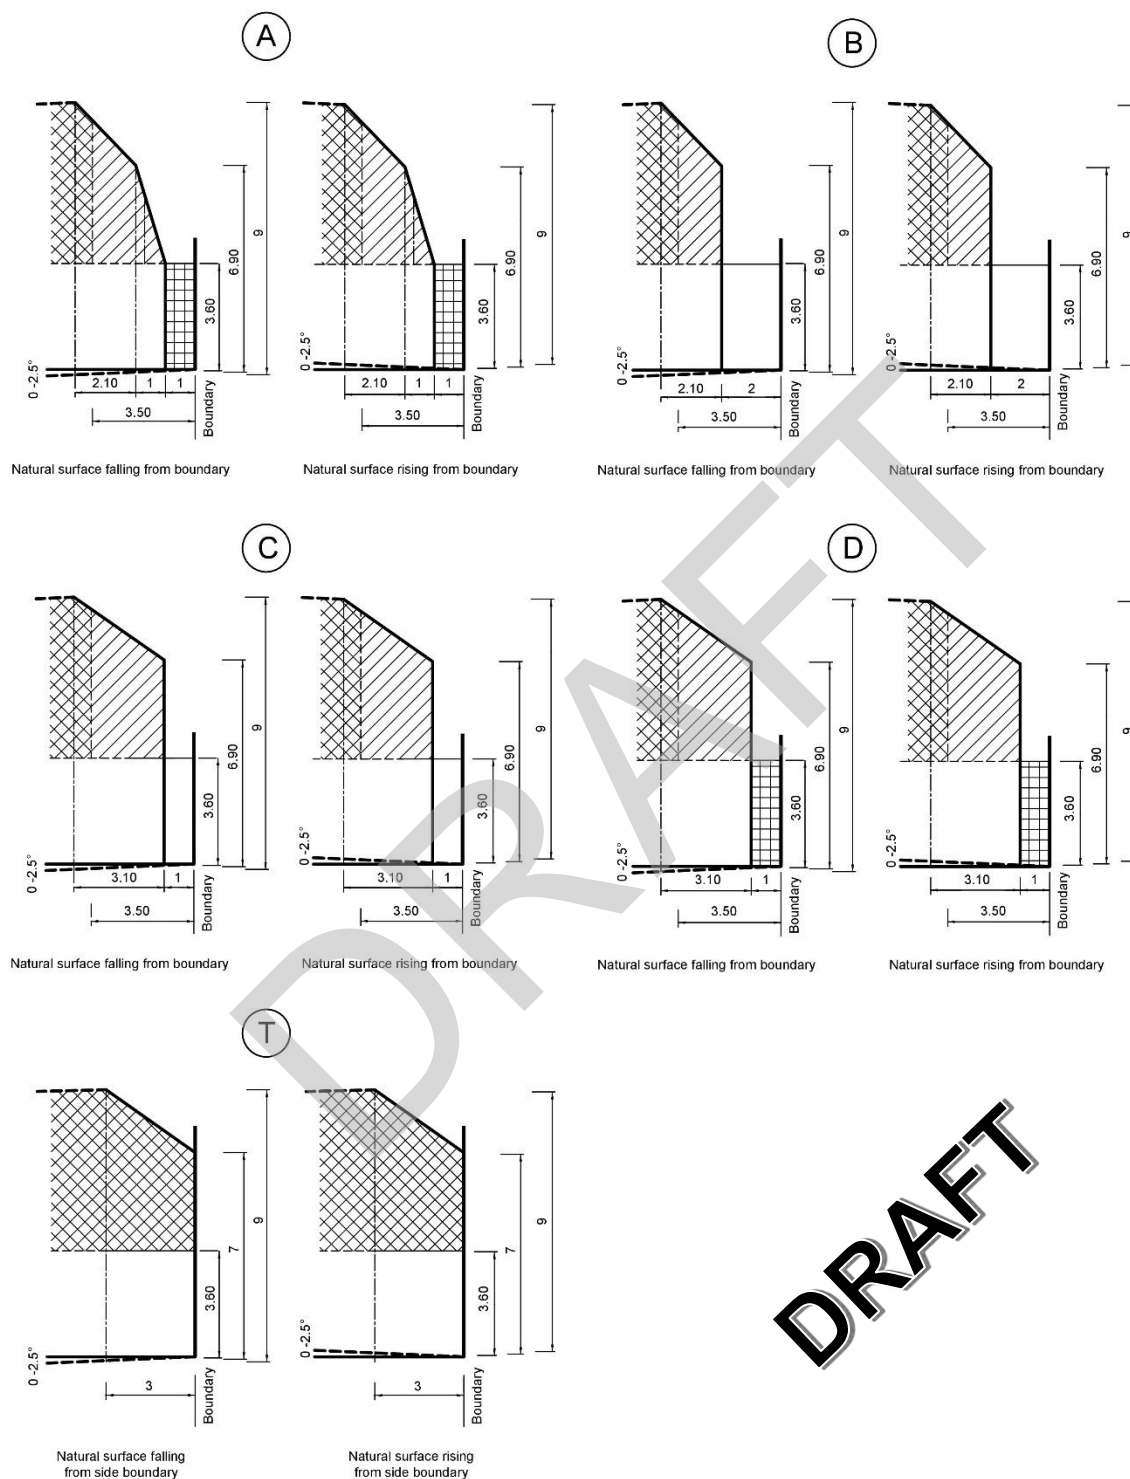 A
B
9
6.90
3.60
0 -2.5°
2.10 1 1
3.50
Boundary
Natural surface falling from boundary
9
6.90
3.60
0 -2.5°
2.10 1 1
3.50
Boundary
Natural surface rising from boundary
9
6.90
3.60
0 -2.5°
2.10 2
3.50
Boundary
Natural surface falling from boundary
9
6.90
3.60
0 -2.5°
2.10 2
3.50
Boundary
Natural surface rising from boundary
C
D
9
6.90
3.60
0 -2.5°
3.10 1
3.50
Boundary
Natural surface falling from boundary
9
6.90
3.60
0 -2.5°
3.10 1
3.50
Boundary
Natural surface rising from boundary
9
6.90
3.60
0 -2.5°
3.10 1
3.50
Boundary
Natural surface falling from boundary
9
6.90
3.60
0 -2.5°
3.10 1
3.50
Boundary
Natural surface rising from boundary
T
9
7
3.60
0 -2.5°
3
Boundary
Natural surface falling
from side boundary
9
7
3.60
0 -2.5°
3
Boundary
Natural surface rising
from side boundary
DRAFT
DRAFT